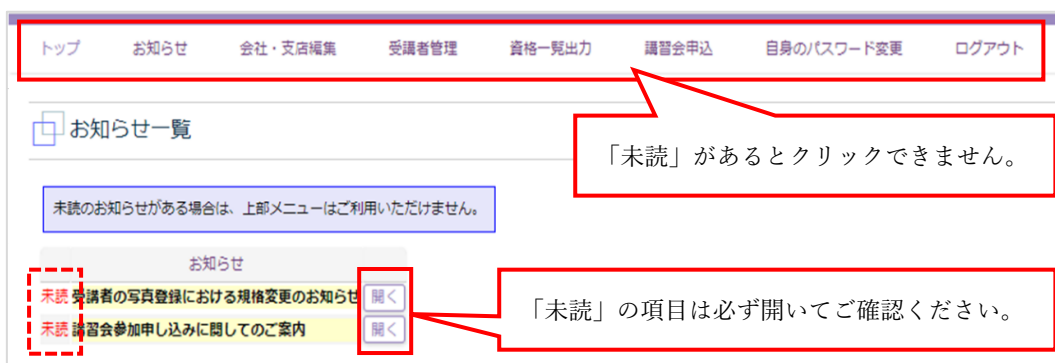 トップ お知らせ 会社・支店編集 受講者管理 資格一覧出力 講習会申込 自身のパスワード変更 ログアウト
お知らせ一覧
「未読」があるとクリックできません。
未読のお知らせがある場合は、上部メニューはご利用いただけません。
お知らせ
未読 受講者の写真登録における規格変更のお知らせ 開く
未読 講習会参加申し込みに関してのご案内 開く
「未読」の項目は必ず開いてご確認ください。